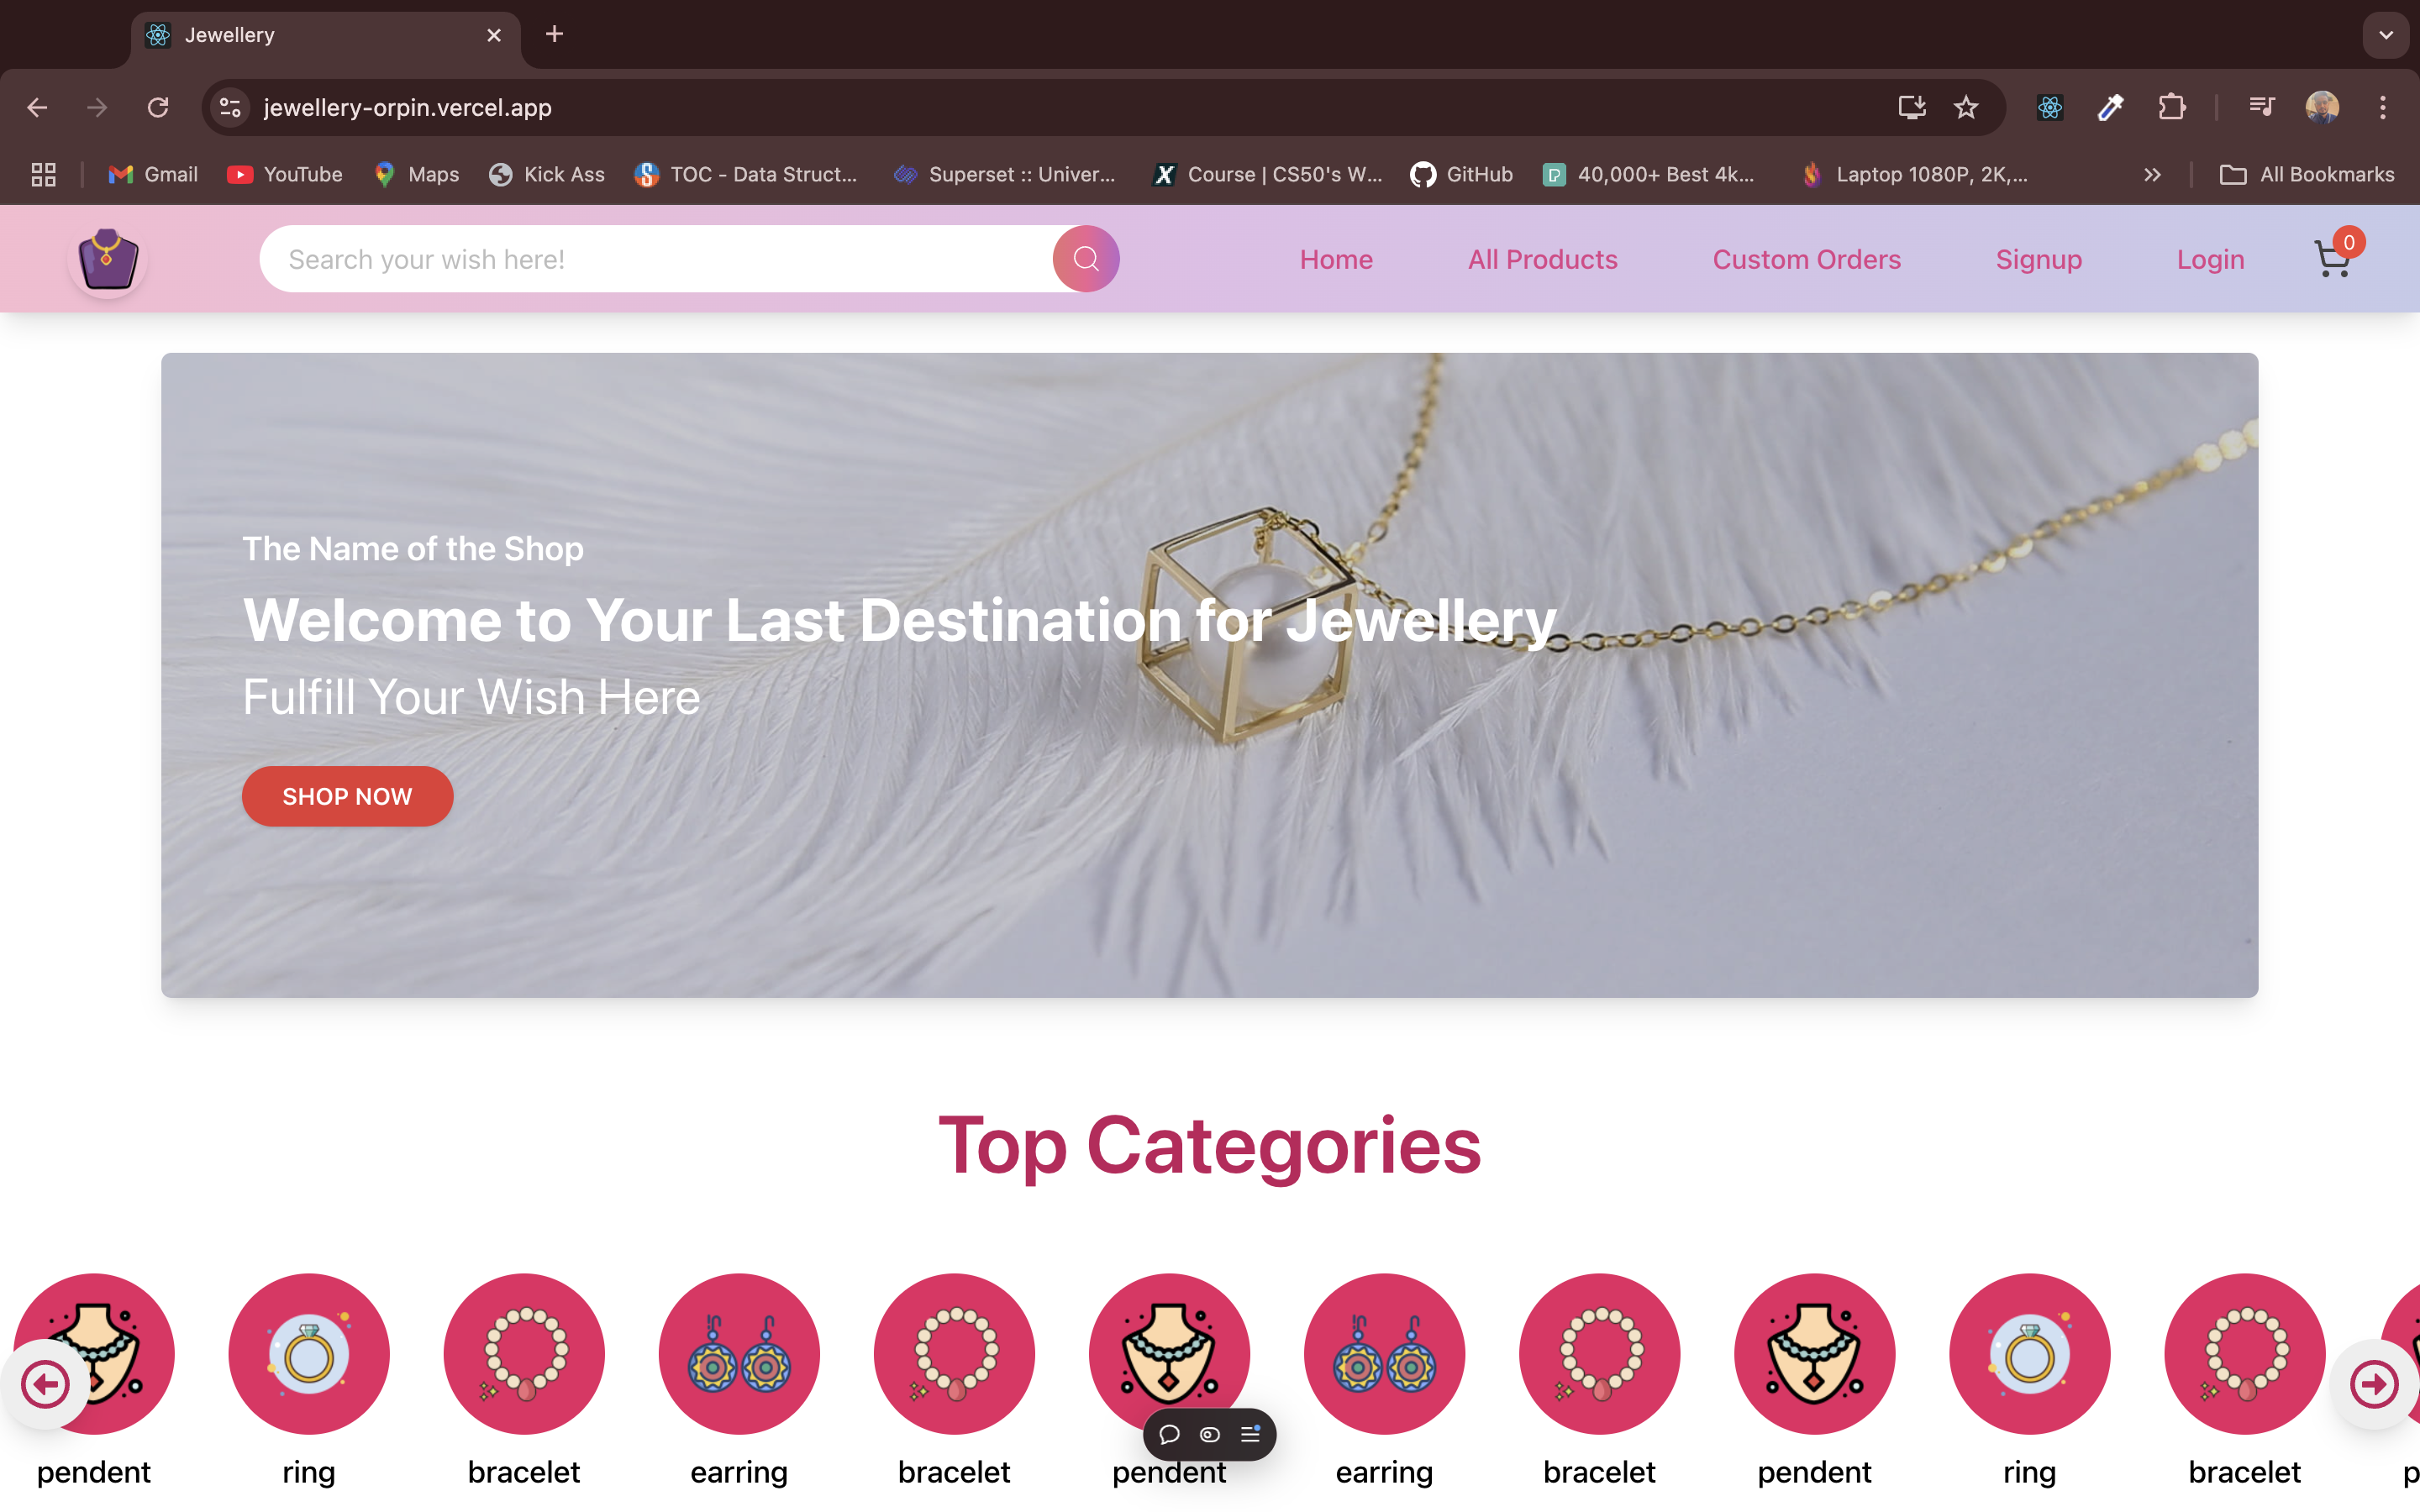 Jewellery
jewellery-orpin.vercel.app
Gmail YouTube Maps Kick Ass TOC - Data Struct... Superset :: Univer... Course | CS50's W... GitHub 40,000+ Best 4k... Laptop 1080P, 2K,... All Bookmarks
Search your wish here! Home All Products Custom Orders Signup Login 0
The Name of the Shop
Welcome to Your Last Destination for Jewellery
Fulfill Your Wish Here
SHOP NOW
Top Categories
pendent ring bracelet earring bracelet pendent earring bracelet pendent ring bracelet p